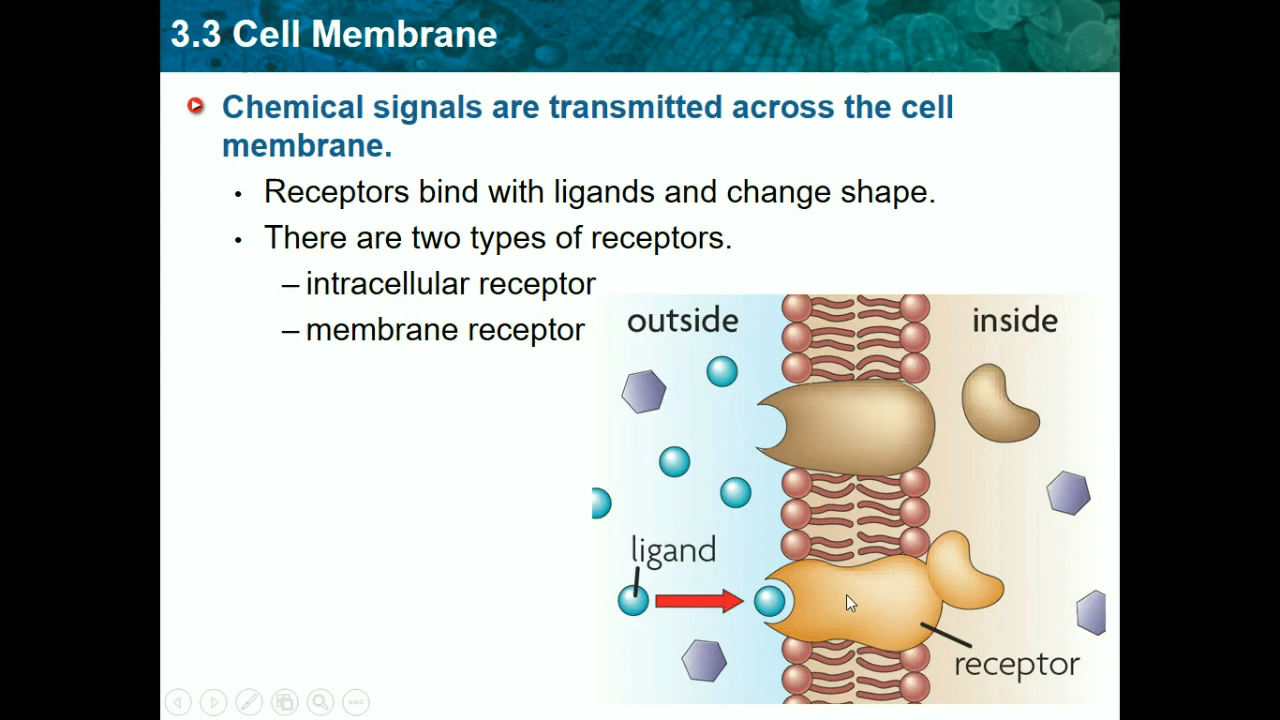 3.3 Cell Membrane
Chemical signals are transmitted across the cell
membrane.
• Receptors bind with ligands and change shape.
• There are two types of receptors.
– intracellular receptor
– membrane receptor
outside
inside
ligand
receptor